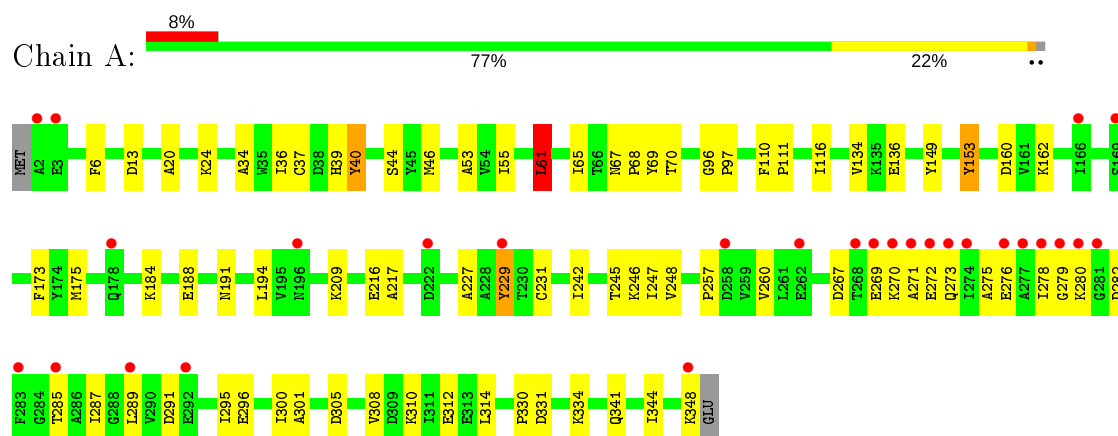 8%
Chain A:
77%
22%
MET A2 E3 F6 D13 A20 K24 A34 W35 I36 C37 D38 H39 Y40 S44 Y45 M46 A53 V54 I55 L61 I65 T66 N67 P68 Y69 T70 G96 P97 F110 P111 I116 V134 K135 E136 Y149 Y153 D160 V161 K162 I166 S169
F173 Y174 M175 Q178 K184 E188 N191 L194 V195 N196 K209 E216 A217 D222 A227 A228 Y229 T230 C231 I242 T245 K246 I247 V248 P257 D258 V259 V260 L261 E262 D267 T268 E269 K270 A271 E272 Q273 I274 A275 E276 A277 I278 G279 K280 G281 D282
F283 G284 T285 A286 I287 G288 L289 V290 D291 E292 I295 E296 I300 A301 D305 V308 D309 K310 I311 E312 E313 L314 P330 D331 K334 Q341 I344 K348 GLU